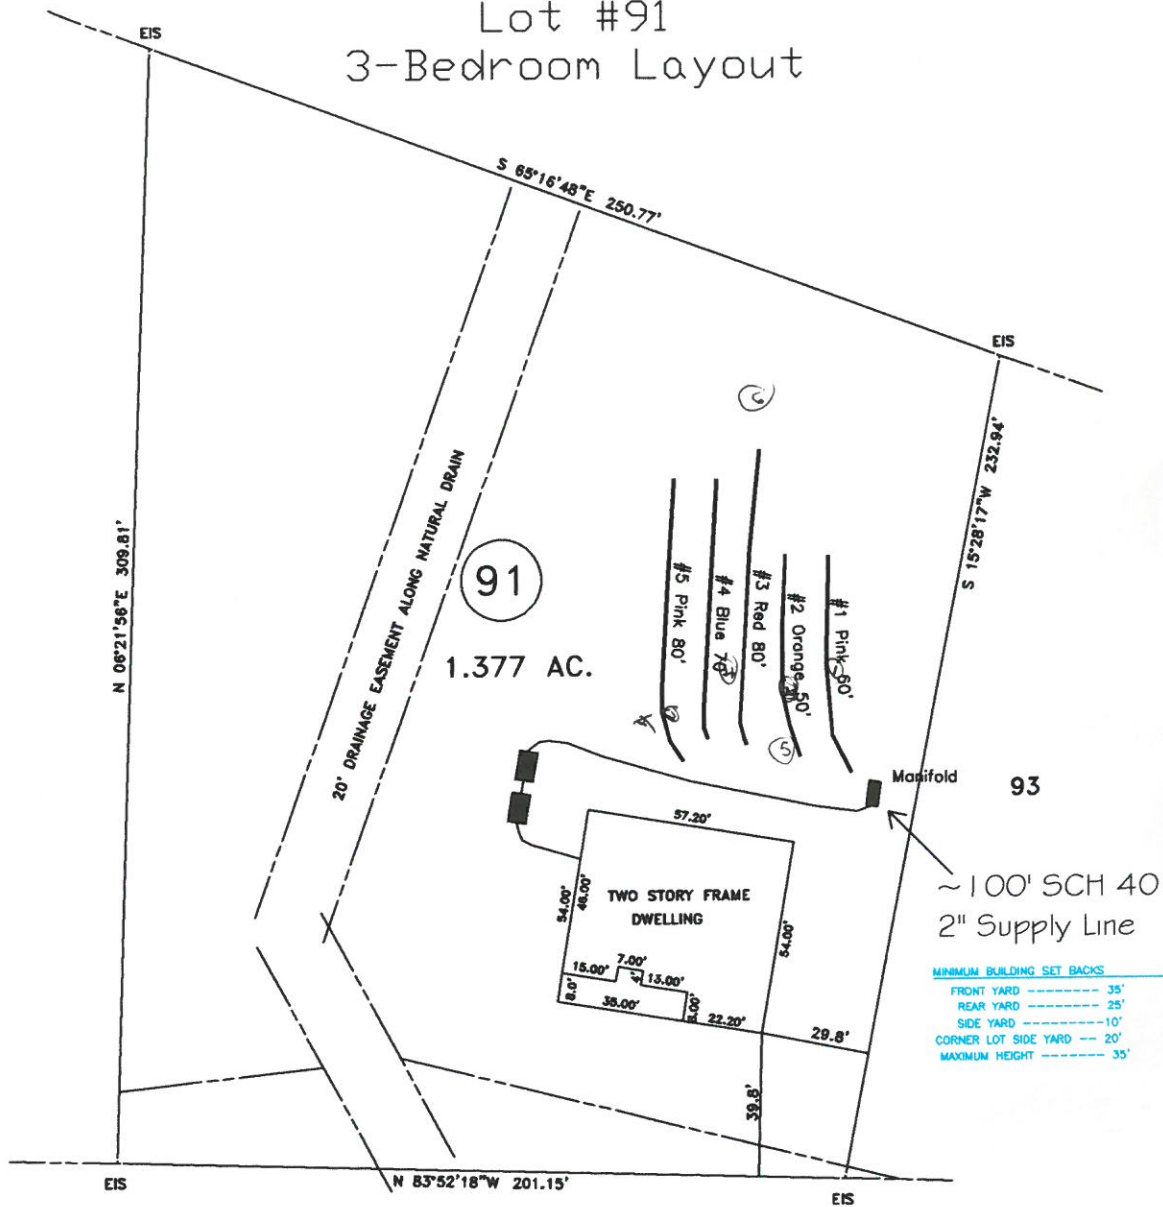 Lot #91
3-Bedroom Layout
EIS
S 65°16'48"E 250.77'
EIS
S 15°28'17"W 232.94'
N 06°21'56"E 309.81'
20' DRAINAGE EASEMENT ALONG NATURAL DRAIN
91
1.377 AC.
#5 Pink 80'
#4 Blue 70'
#3 Red 80'
#2 Orange 50'
#1 Pink 60'
5
Manifold
93
57.20'
TWO STORY FRAME
DWELLING
54.00'
46.00'
54.00'
~100' SCH 40
2" Supply Line
7.00'
15.00'
4'
13.00'
8.0'
35.00'
8.00'
22.20'
29.8'
39.8'
MINIMUM BUILDING SET BACKS
FRONT YARD --------- 35'
REAR YARD --------- 25'
SIDE YARD ---------10'
CORNER LOT SIDE YARD -- 20'
MAXIMUM HEIGHT -------- 35'
EIS
N 83°52'18"W 201.15'
EIS